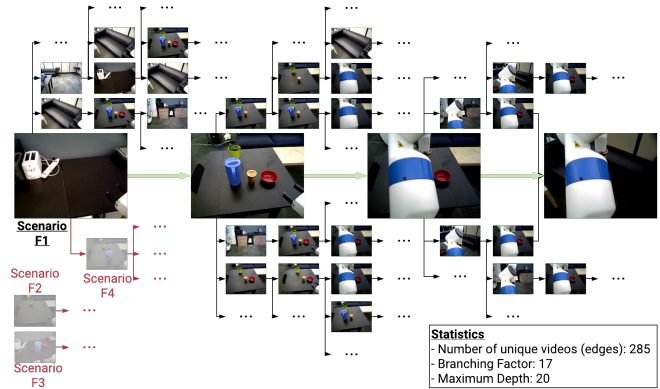 Scenario
F1
Scenario
F2
Scenario
F4
Scenario
F3
Statistics
- Number of unique videos (edges): 285
- Branching Factor: 17
- Maximum Depth: 20